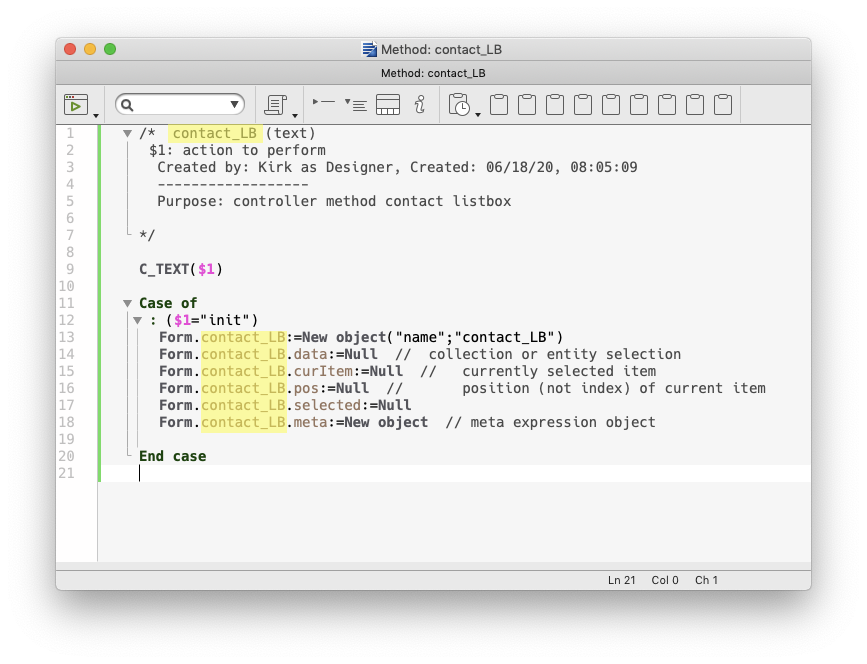 Method: contact_LB
Method: contact_LB
1 /* contact_LB (text)
2 $1: action to perform
3 Created by: Kirk as Designer, Created: 06/18/20, 08:05:09
4 ------------------
5 Purpose: controller method contact listbox
6
7 */
8
9 C_TEXT($1)
10
11 Case of
12 : ($1="init")
13 Form.contact_LB:=New object("name";"contact_LB")
14 Form.contact_LB.data:=Null // collection or entity selection
15 Form.contact_LB.curItem:=Null // currently selected item
16 Form.contact_LB.pos:=Null // position (not index) of current item
17 Form.contact_LB.selected:=Null
18 Form.contact_LB.meta:=New object // meta expression object
19
20 End case
21
Ln 21 Col 0 Ch 1